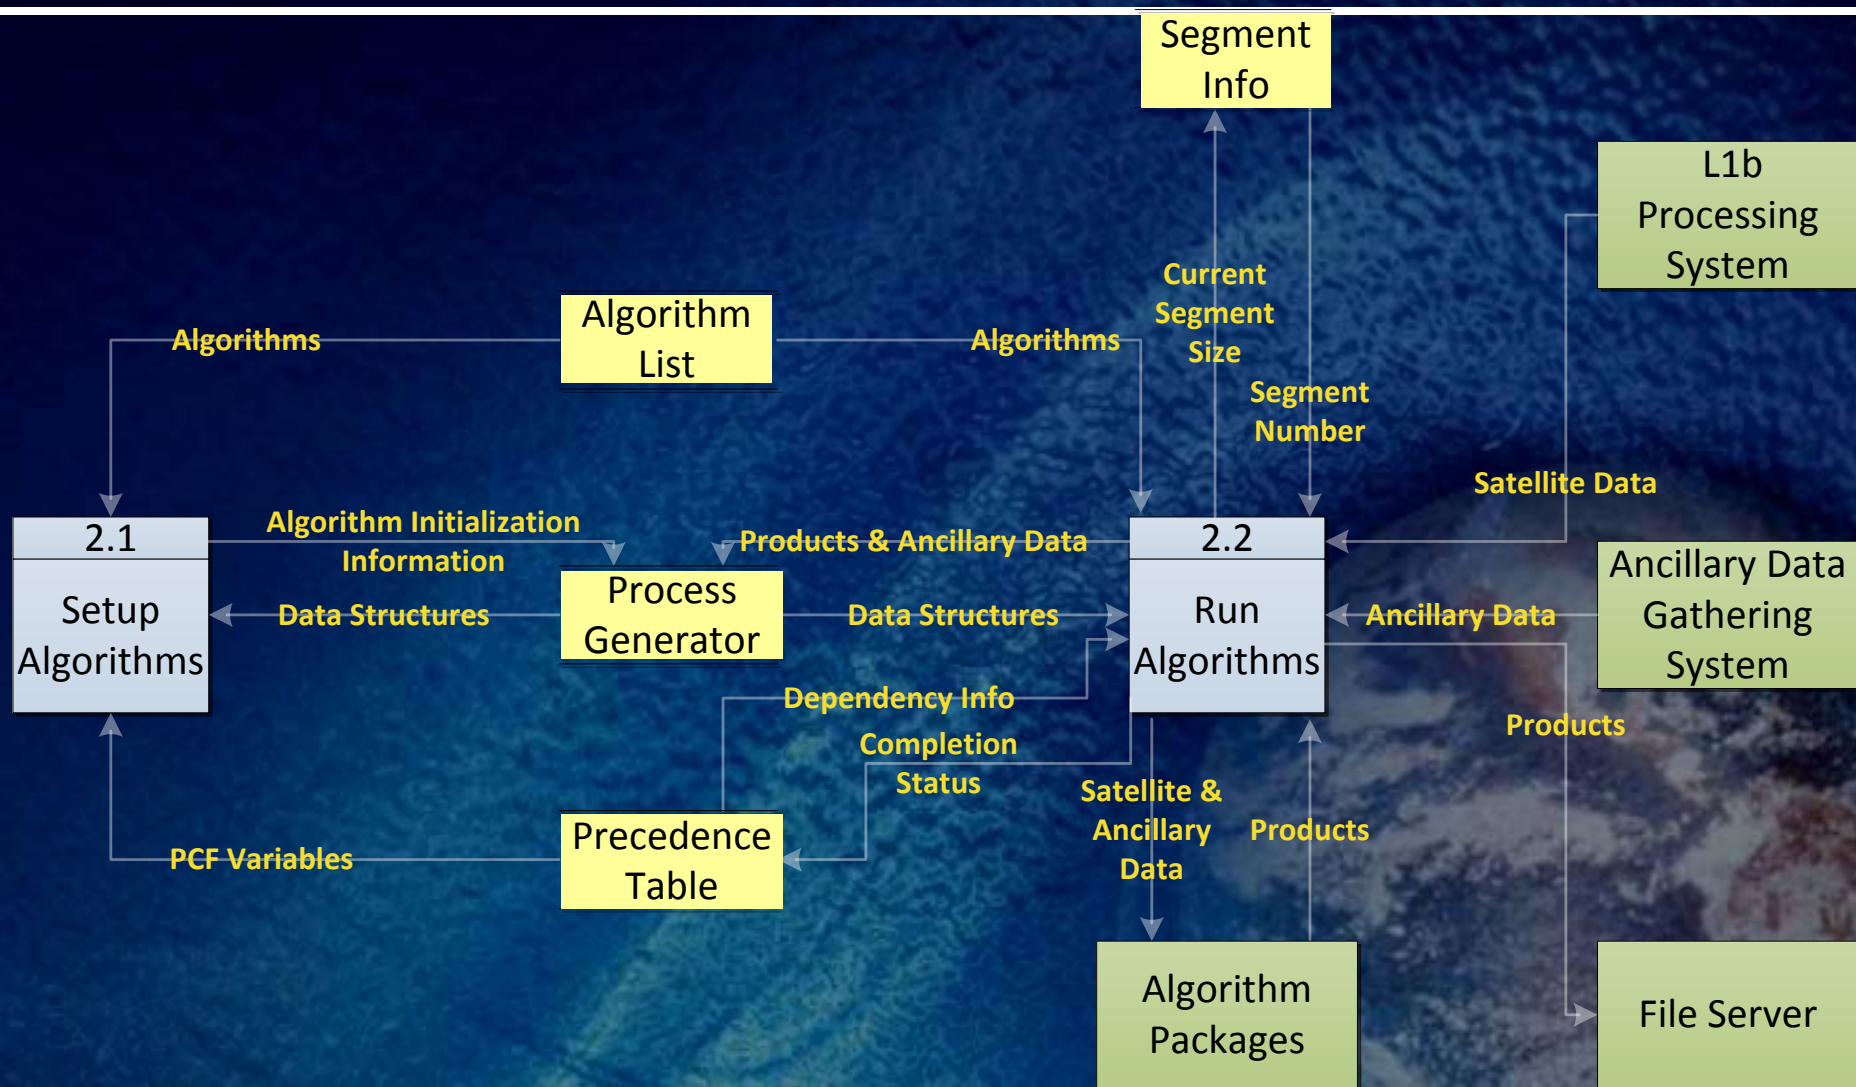 Segment
Info
L1b
Processing
System
Current
Segment
Size
Algorithm
List
Algorithms
Algorithms
Segment
Number
Satellite Data
2.1
Setup
Algorithms
Algorithm Initialization
Information
Data Structures
Process
Generator
Products & Ancillary Data
Data Structures
2.2
Run
Algorithms
Ancillary Data
Ancillary Data
Gathering
System
Dependency Info
Completion
Status
Products
Satellite &
Ancillary
Data
Products
PCF Variables
Precedence
Table
Algorithm
Packages
File Server